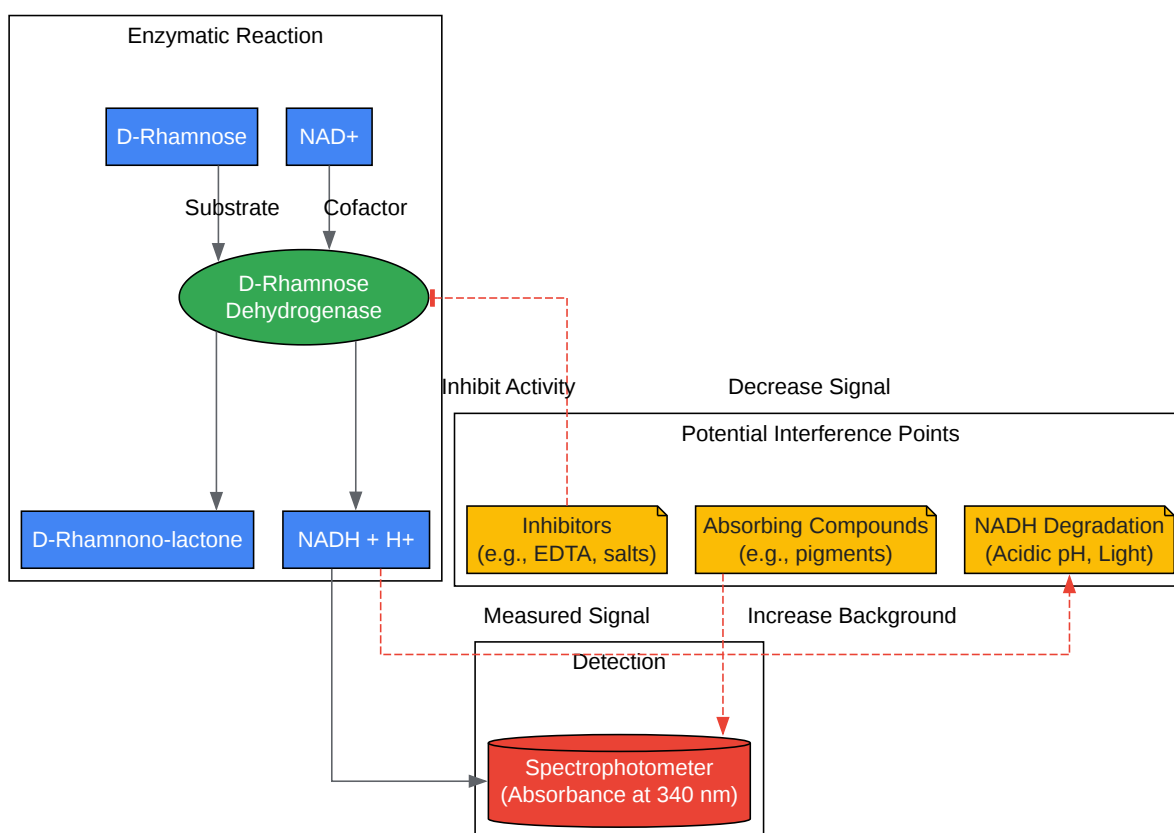 Enzymatic Reaction
D-Rhamnose
NAD+
Substrate
Cofactor
D-Rhamnose
Dehydrogenase
Inhibit Activity
Decrease Signal
Potential Interference Points
D-Rhamnono-lactone
NADH + H+
Inhibitors
(e.g., EDTA, salts)
Absorbing Compounds
(e.g., pigments)
NADH Degradation
(Acidic pH, Light)
Measured Signal
Increase Background
Detection
Spectrophotometer
(Absorbance at 340 nm)